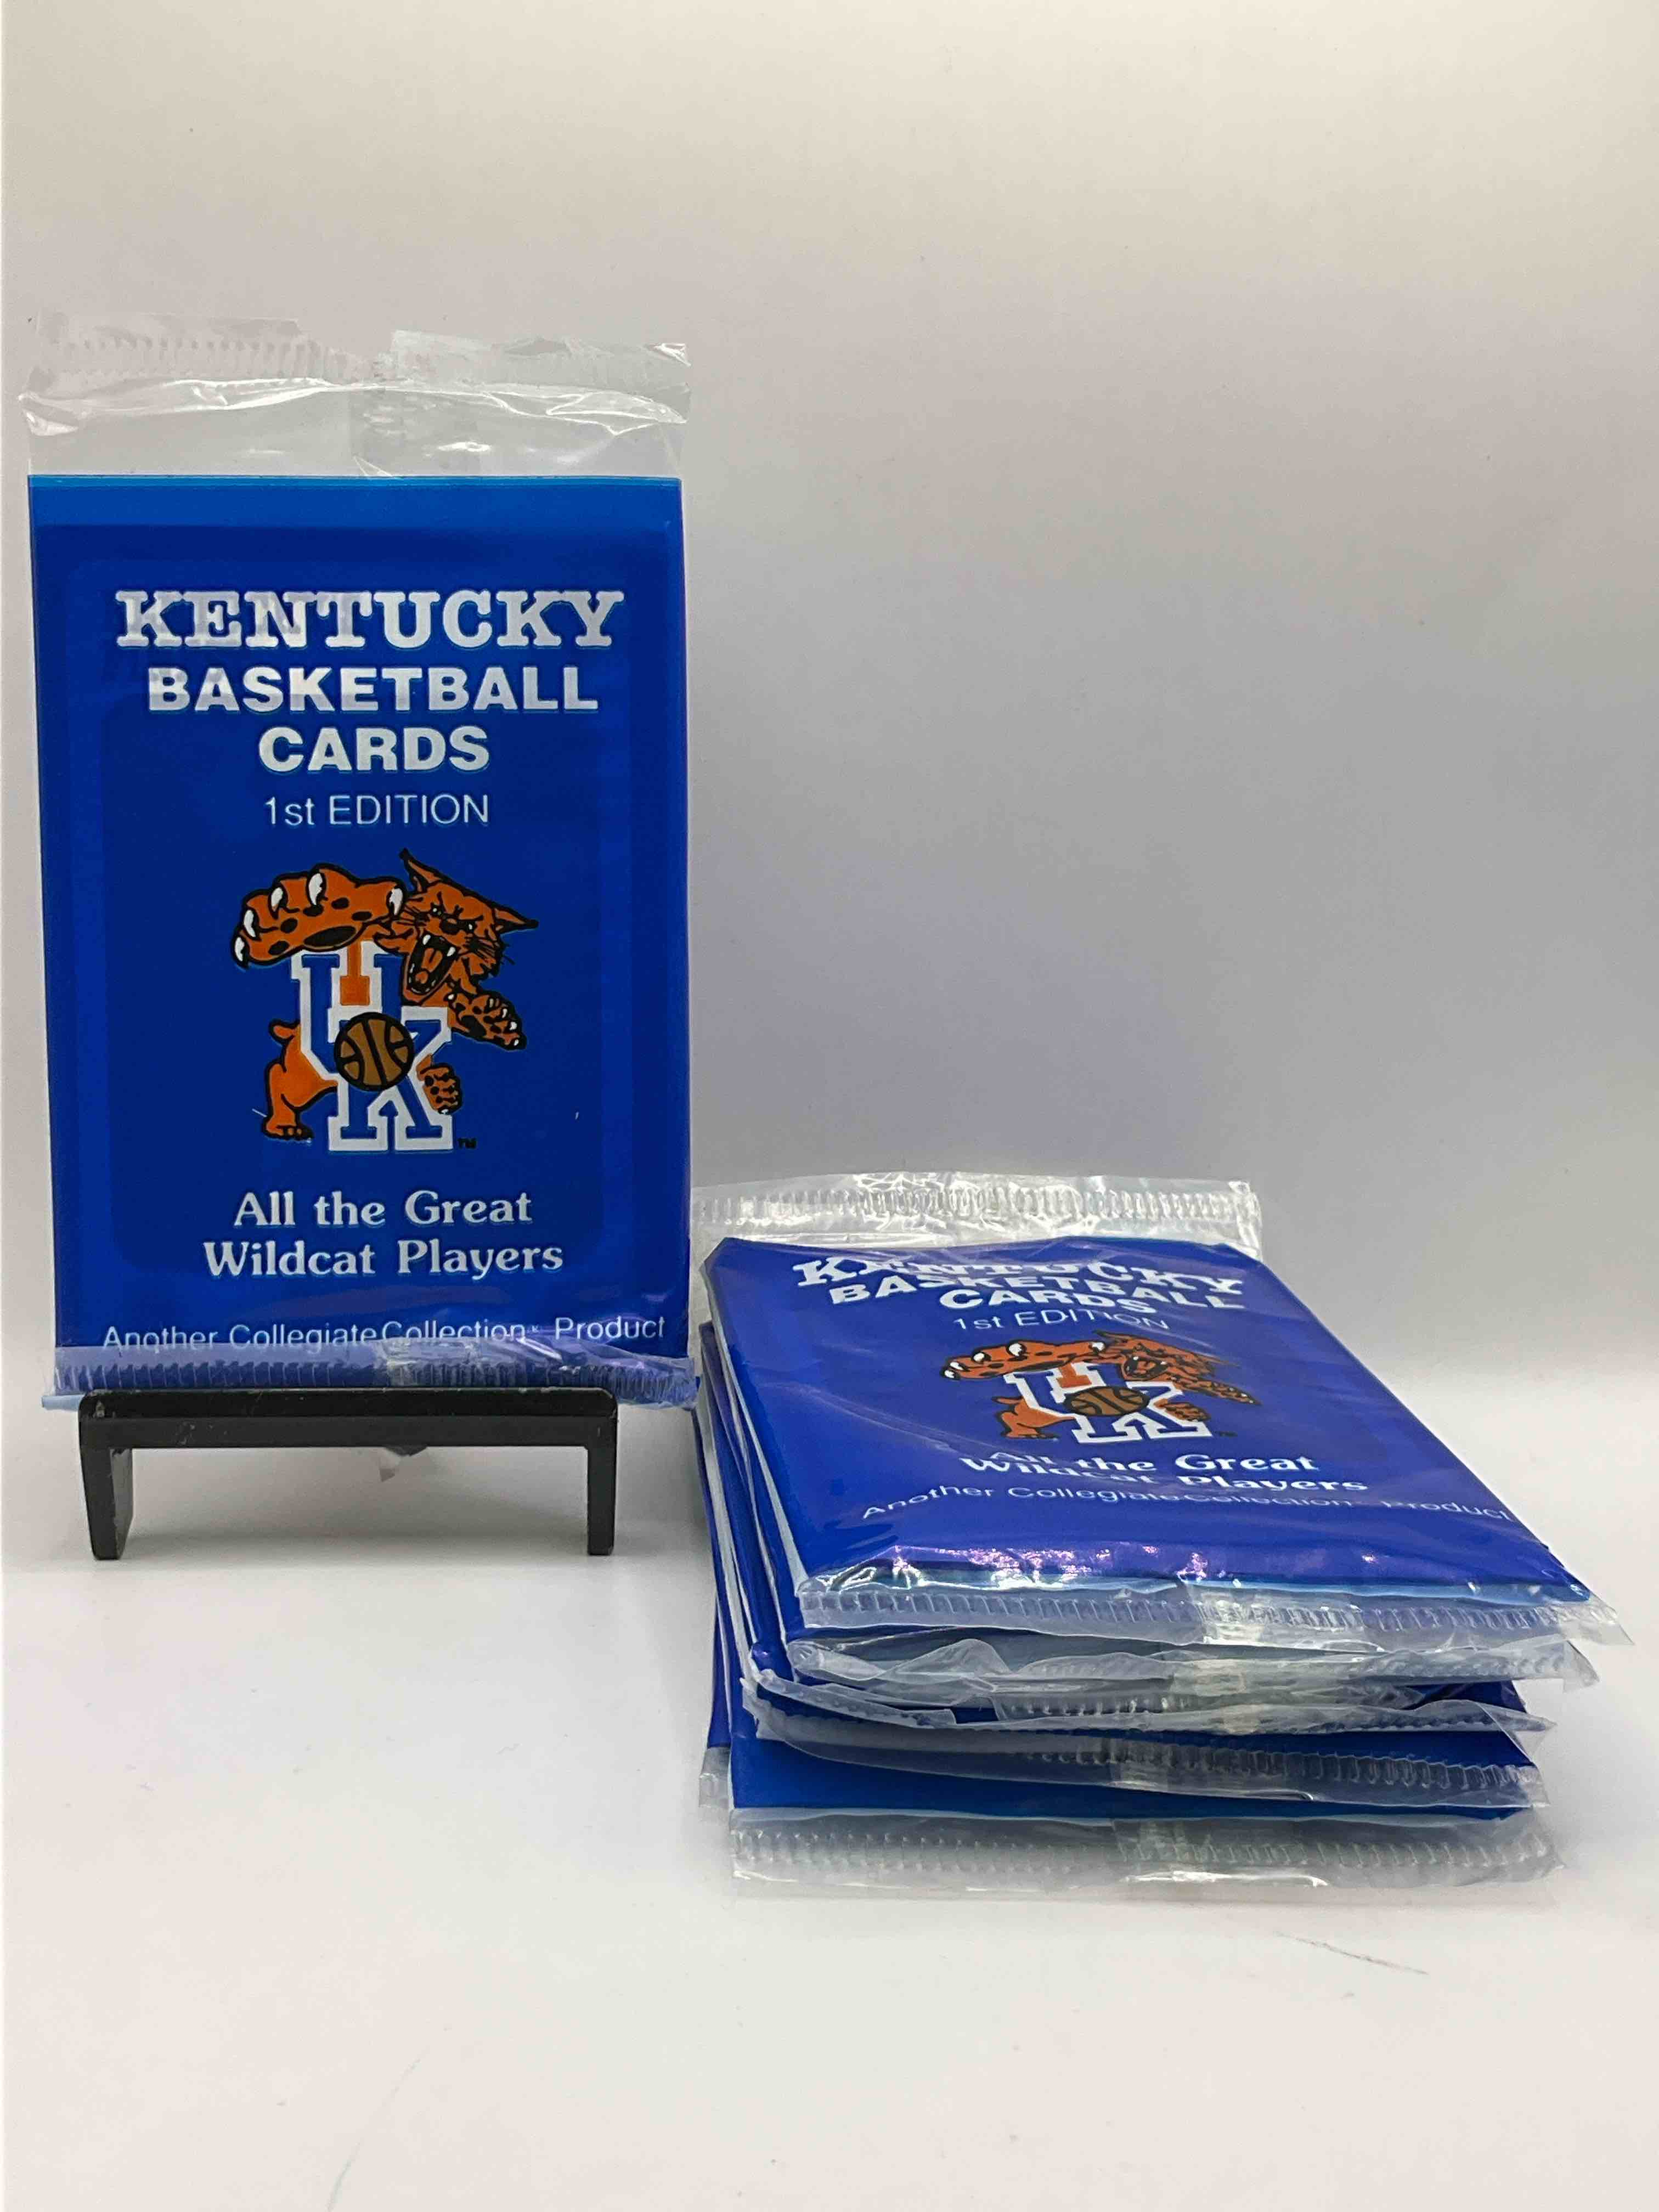 KENTUCKY
BASKETBALL
CARDS
1st EDITION
UK
TM
All the Great
Wildcat Players
Another Collegiate Collection Product
KENTUCKY
BASKETBALL
CARDS
1st EDITION
UK
All the Great
Wildcat Players
Another Collegiate Collection Product